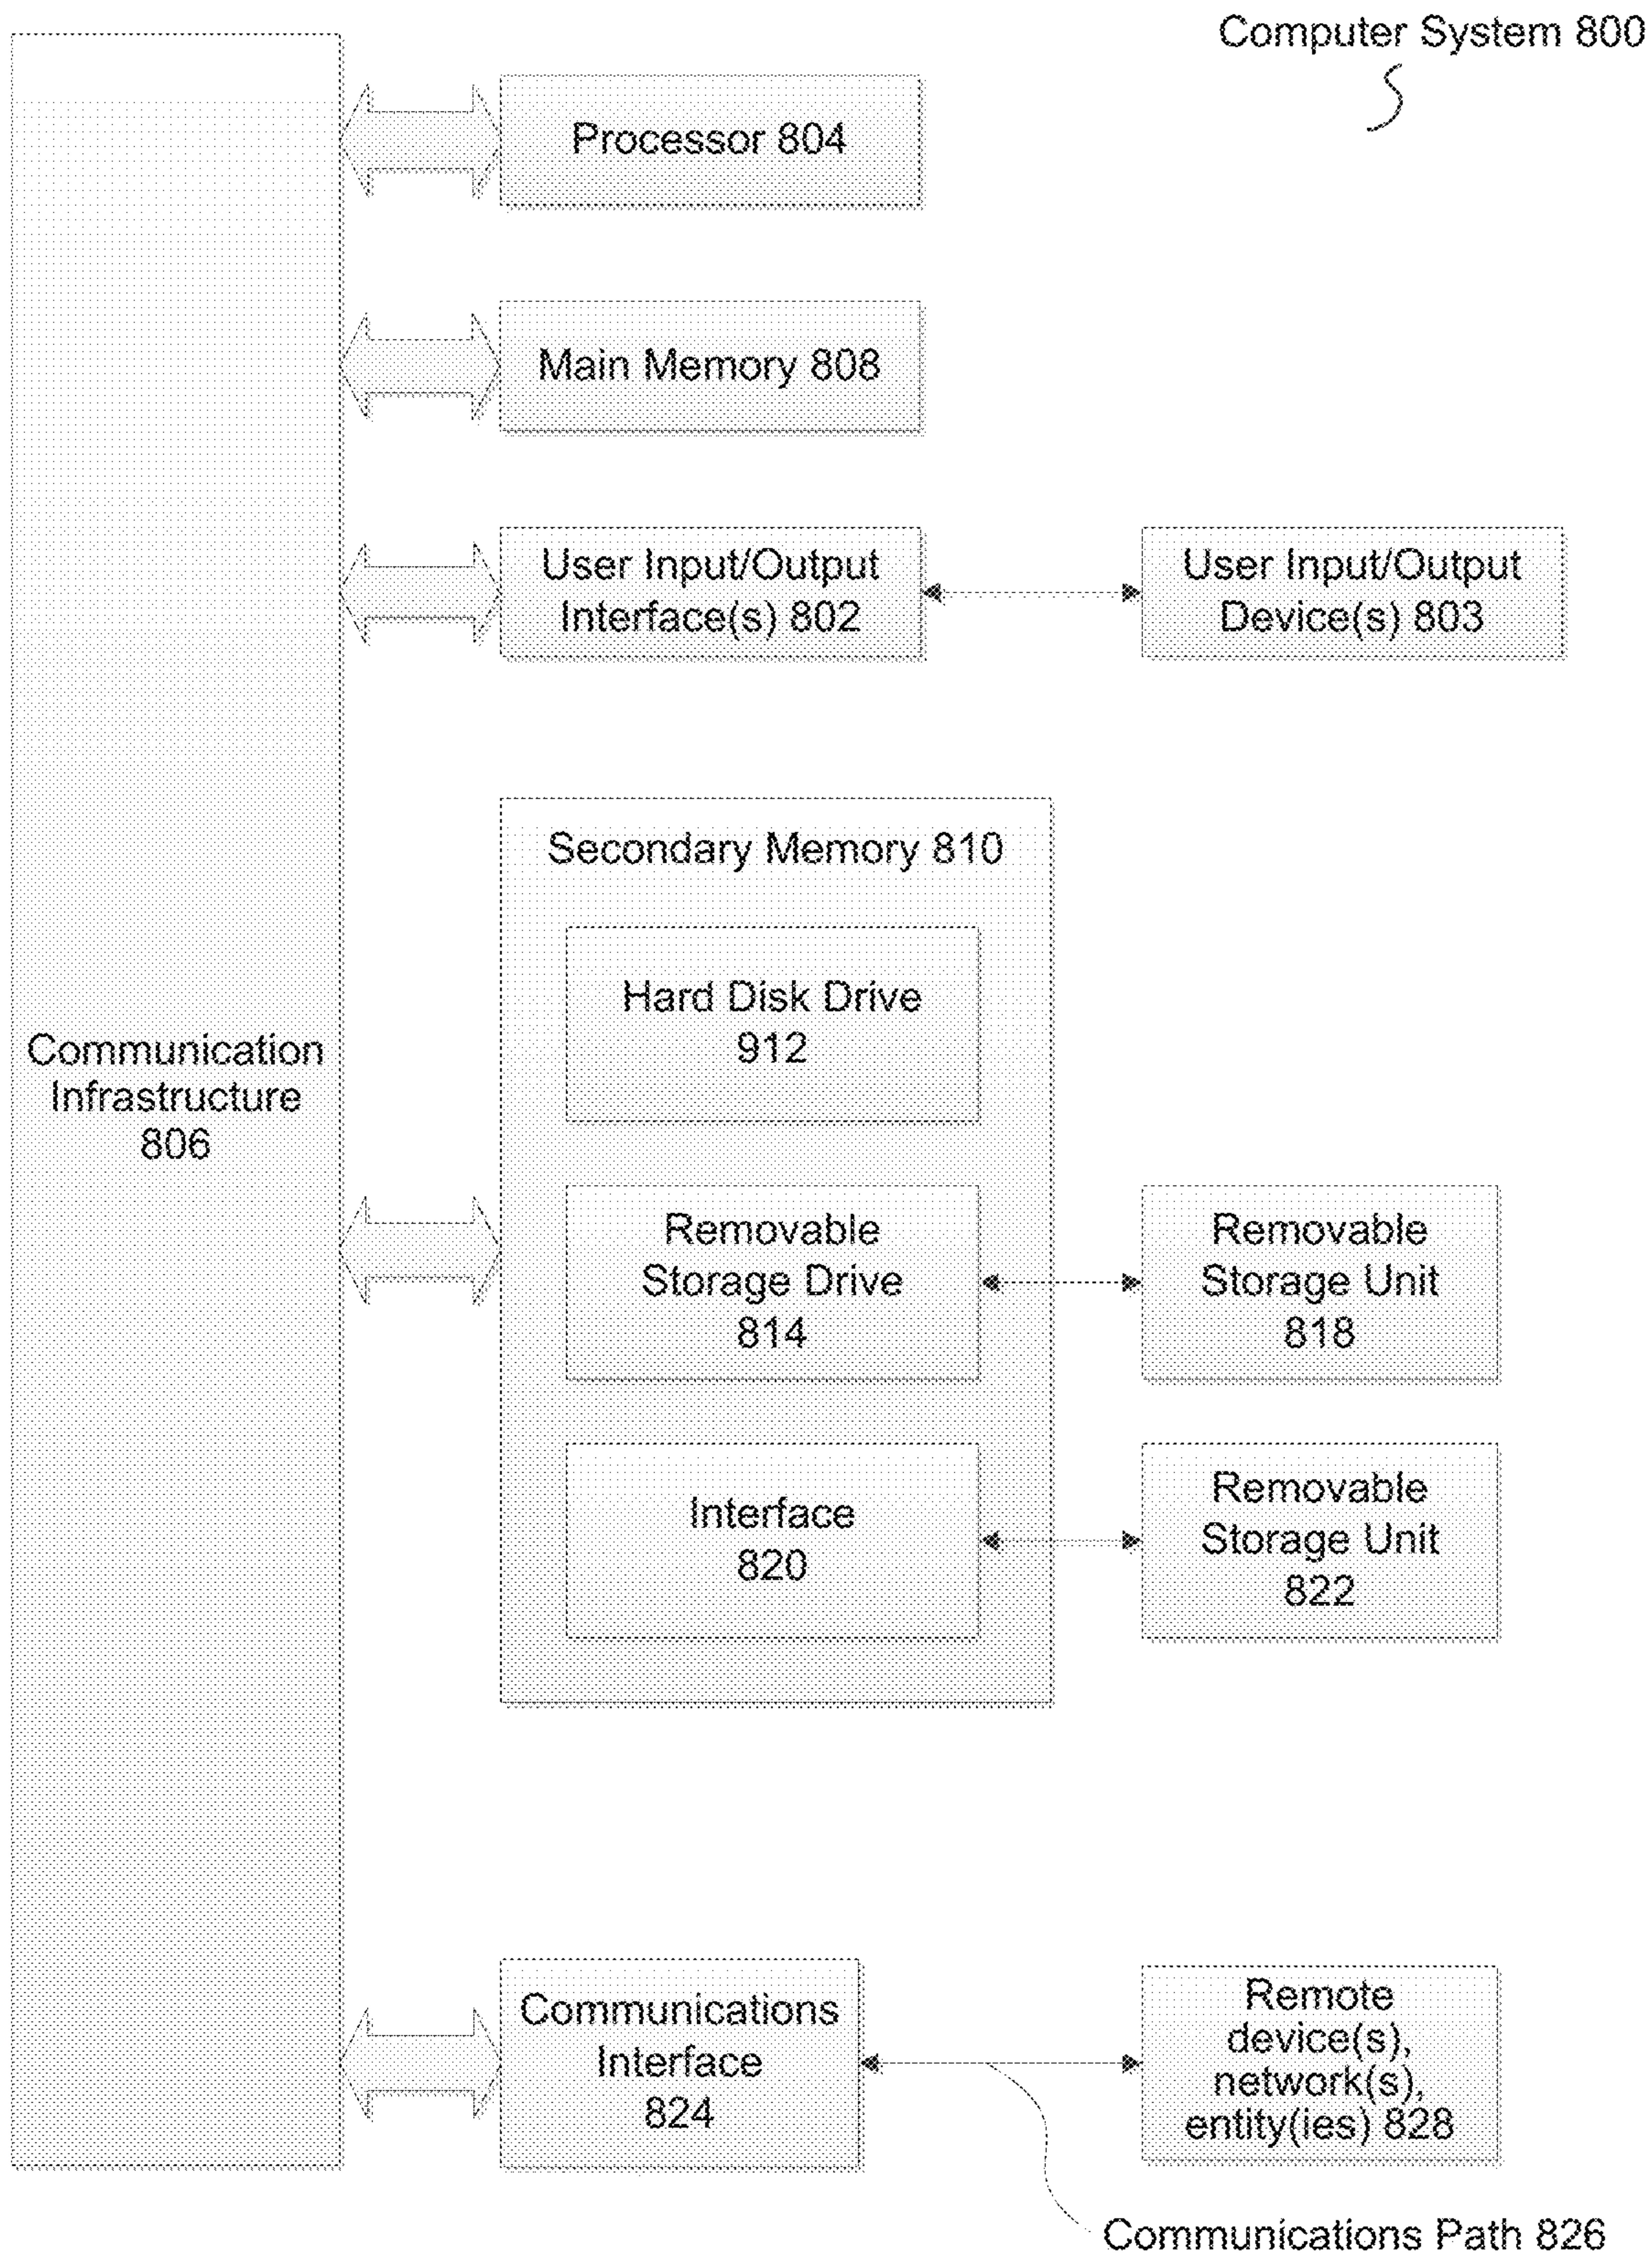 Computer System 800
Processor 804
Main Memory 808
User Input/Output
Interface(s) 802
User Input/Output
Device(s) 803
Secondary Memory 810
Hard Disk Drive
912
Communication
Infrastructure
806
Removable
Storage Drive
814
Removable
Storage Unit
818
Interface
820
Removable
Storage Unit
822
Communications
Interface
824
Remote
device(s),
network(s),
entity(ies) 828
Communications Path 826